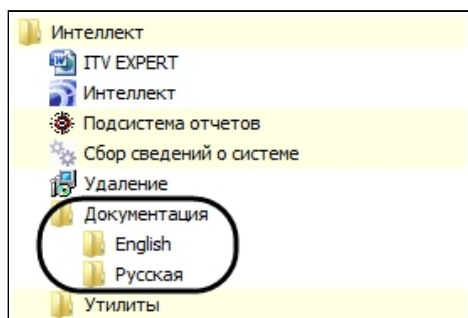 Интеллект
ITV EXPERT
Интеллект
Подсистема отчетов
Сбор сведений о системе
Удаление
Документация
English
Русская
Утилиты